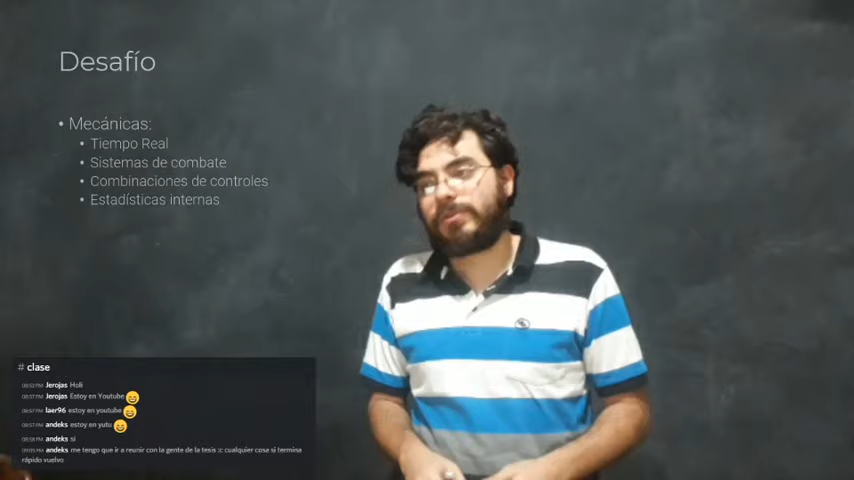 Desafío
• Mecánicas:
• Tiempo Real
• Sistemas de combate
• Combinaciones de controles
• Estadísticas internas
# clase
Jerojas Holi
Jerojas Estoy en Youtube 😄
laer96 estoy en youtube 😄
andeks estoy en yutu 😄
andeks si
andeks me tengo que ir a reunir con la gente de la tesis :c cualquier cosa si termina
rápido vuelvo